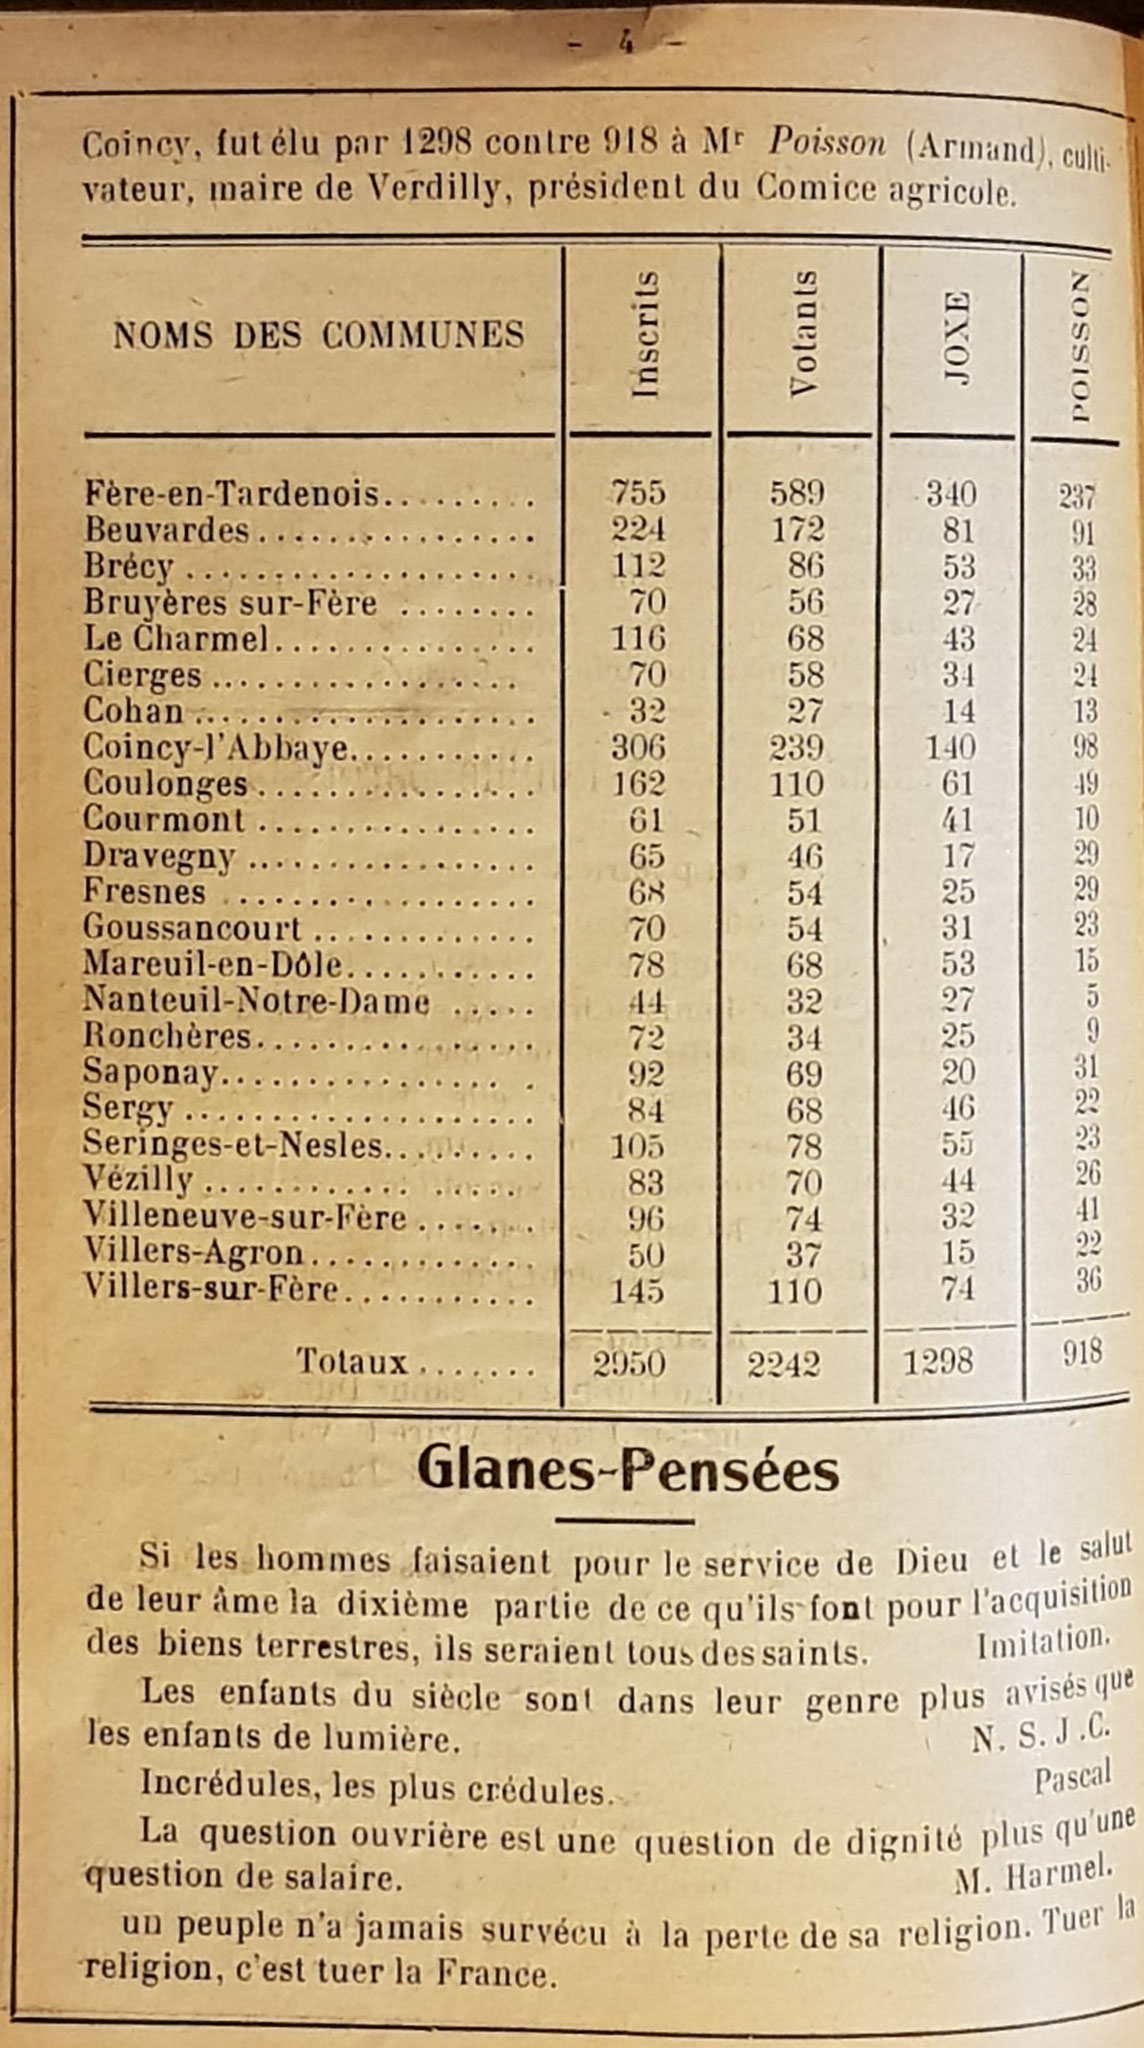 - 4 -
Coincy, fut élu par 1298 contre 918 à Mr Poisson (Armand), culti-
vateur, maire de Verdilly, président du Comice agricole.
NOMS DES COMMUNES Inscrits Votants JOXE POISSON
Fère-en-Tardenois......... 755 589 340 237
Beuvardes................ 224 172 81 91
Brécy .................... 112 86 53 33
Bruyères sur-Fère ........ 70 56 27 28
Le Charmel............... 116 68 43 24
Cierges .................. 70 58 34 24
Cohan .................... 32 27 14 13
Coincy-l'Abbaye........... 306 239 140 98
Coulonges................ 162 110 61 49
Courmont ................ 61 51 41 10
Dravegny ................. 65 46 17 29
Fresnes .................. 68 54 25 29
Goussancourt ............. 70 54 31 23
Mareuil-en-Dôle........... 78 68 53 15
Nanteuil-Notre-Dame ..... 44 32 27 5
Ronchères................ 72 34 25 9
Saponay................ . 92 69 20 31
Sergy .................... 84 68 46 22
Seringes-et-Nesles......... 105 78 55 23
Vézilly ............ ..... 83 70 44 26
Villeneuve-sur-Fère ....... 96 74 32 41
Villers-Agron............. 50 37 15 22
Villers-sur-Fère........... 145 110 74 36
Totaux ....... 2950 2242 1298 918
Glanes-Pensées
Si les hommes faisaient pour le service de Dieu et le salut
de leur âme la dixième partie de ce qu'ils font pour l'acquisition
des biens terrestres, ils seraient tous des saints. Imitation.
Les enfants du siècle sont dans leur genre plus avisés que
les enfants de lumière. N. S. J .C.
Incrédules, les plus crédules. Pascal
La question ouvrière est une question de dignité plus qu'une
question de salaire. M. Harmel.
un peuple n'a jamais survécu à la perte de sa religion. Tuer la
religion, c'est tuer la France.